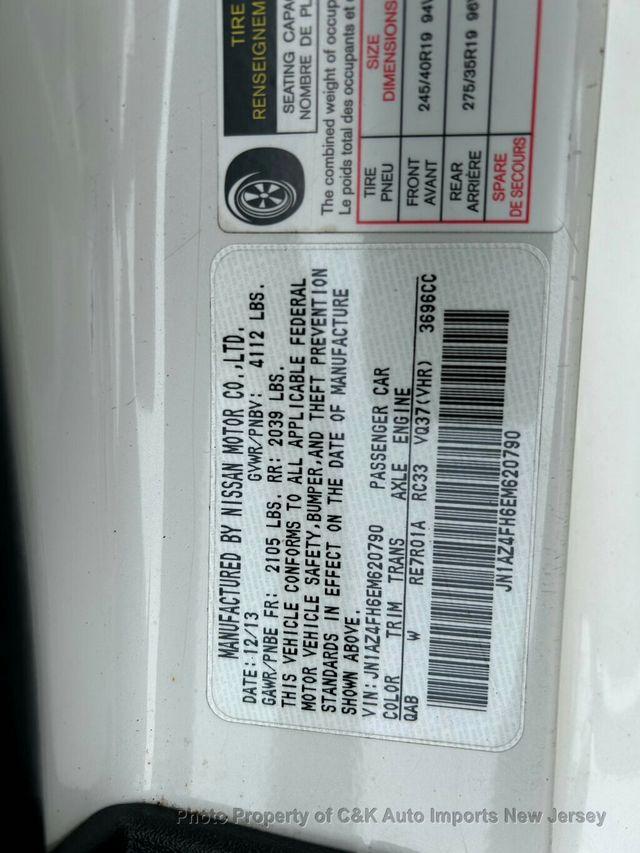 TIRE
RENSEIGNEM
SEATING CAPA
NOMBRE DE PL
The combined weight of occup
Le poids total des occupants et
TIRE
PNEU
SIZE
DIMENSIONS
FRONT
AVANT
245/40R19 94
REAR
ARRIÈRE
275/35R19 96
SPARE
DE SECOURS
MANUFACTURED BY NISSAN MOTOR CO.,LTD.
DATE:12/13 GVWR/PNBV: 4112 LBS.
GAWR/PNBE FR: 2105 LBS. RR: 2039 LBS.
THIS VEHICLE CONFORMS TO ALL APPLICABLE FEDERAL
MOTOR VEHICLE SAFETY,BUMPER,AND THEFT PREVENTION
STANDARDS IN EFFECT ON THE DATE OF MANUFACTURE
SHOWN ABOVE.
VIN:JN1AZ4FH6EM620790 PASSENGER CAR
COLOR TRIM TRANS AXLE ENGINE
QAB W RE7R01A RC33 VQ37(VHR) 3696CC
JN1AZ4FH6EM620790
Photo Property of C&K Auto Imports New Jersey